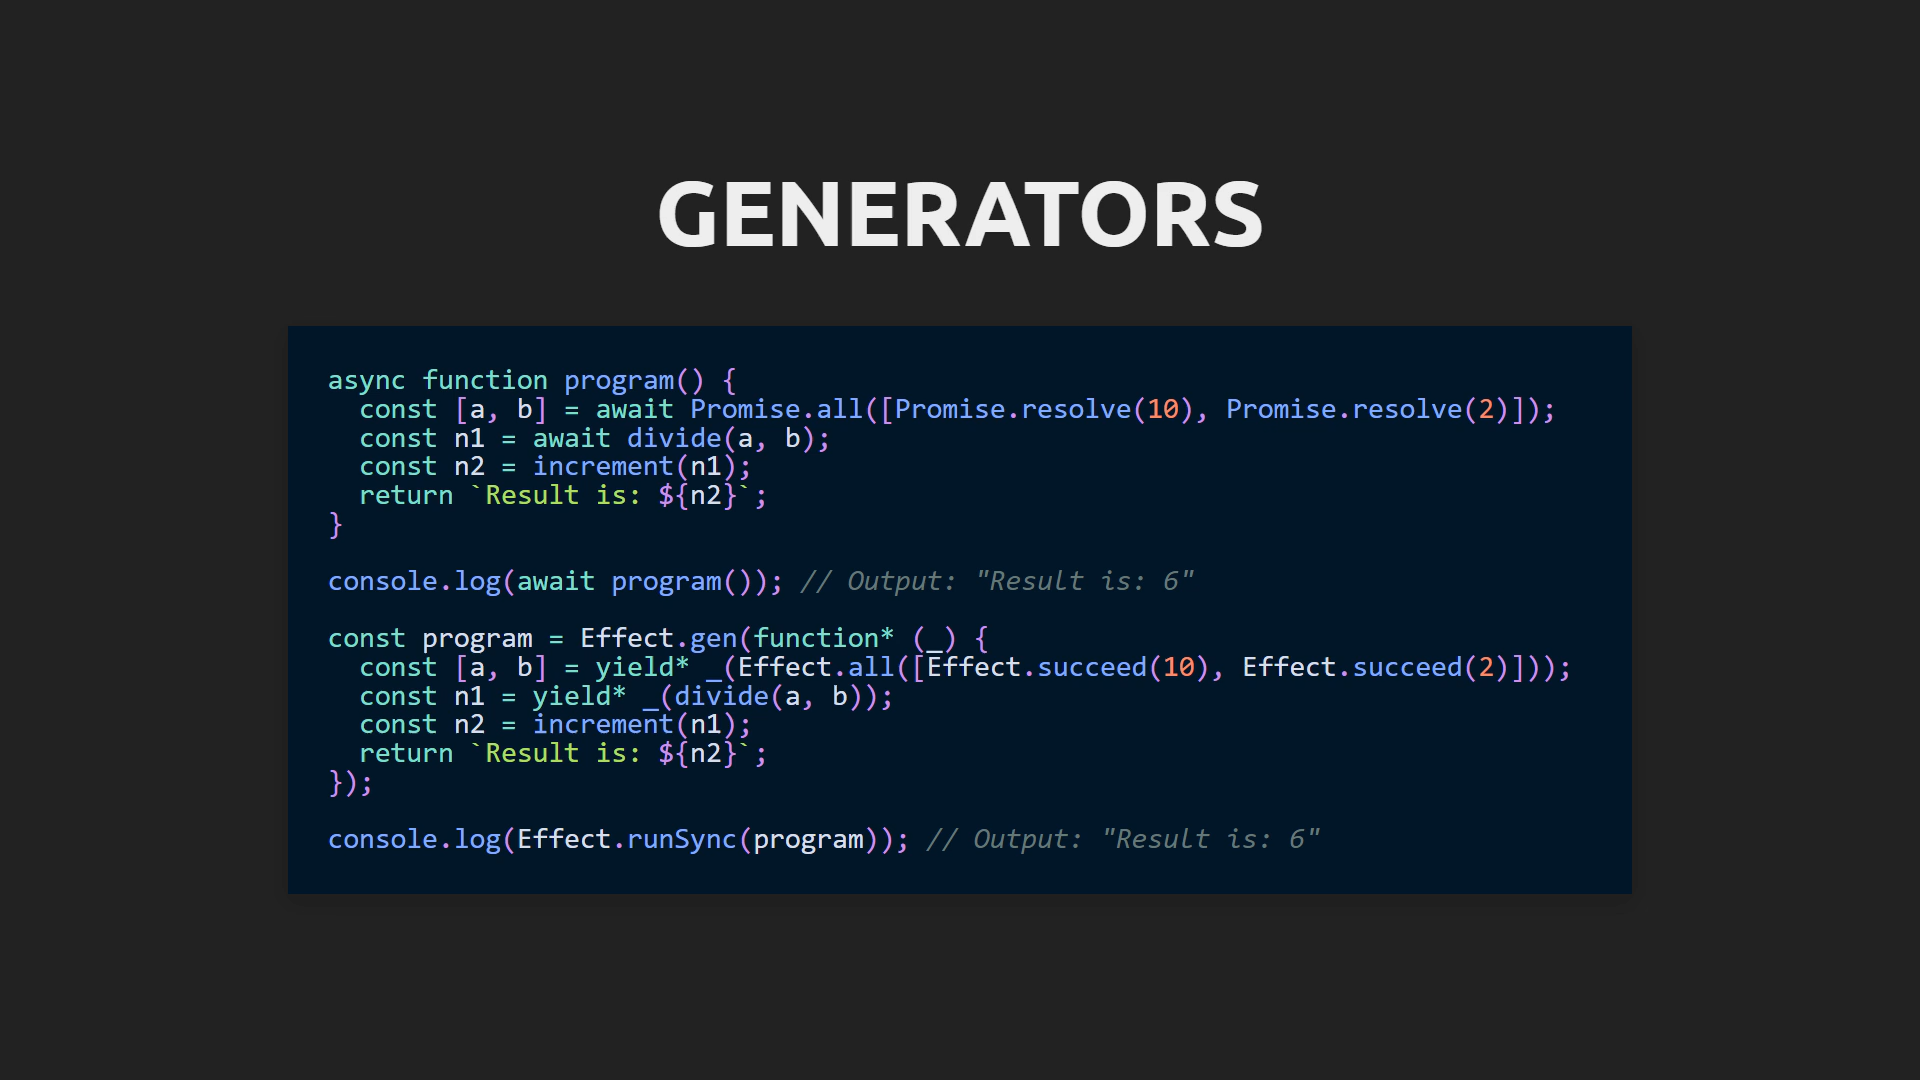 GENERATORS
async function program() {
  const [a, b] = await Promise.all([Promise.resolve(10), Promise.resolve(2)]);
  const n1 = await divide(a, b);
  const n2 = increment(n1);
  return `Result is: ${n2}`;
}
console.log(await program()); // Output: "Result is: 6"
const program = Effect.gen(function* (_) {
  const [a, b] = yield* _(Effect.all([Effect.succeed(10), Effect.succeed(2)]));
  const n1 = yield* _(divide(a, b));
  const n2 = increment(n1);
  return `Result is: ${n2}`;
});
console.log(Effect.runSync(program)); // Output: "Result is: 6"